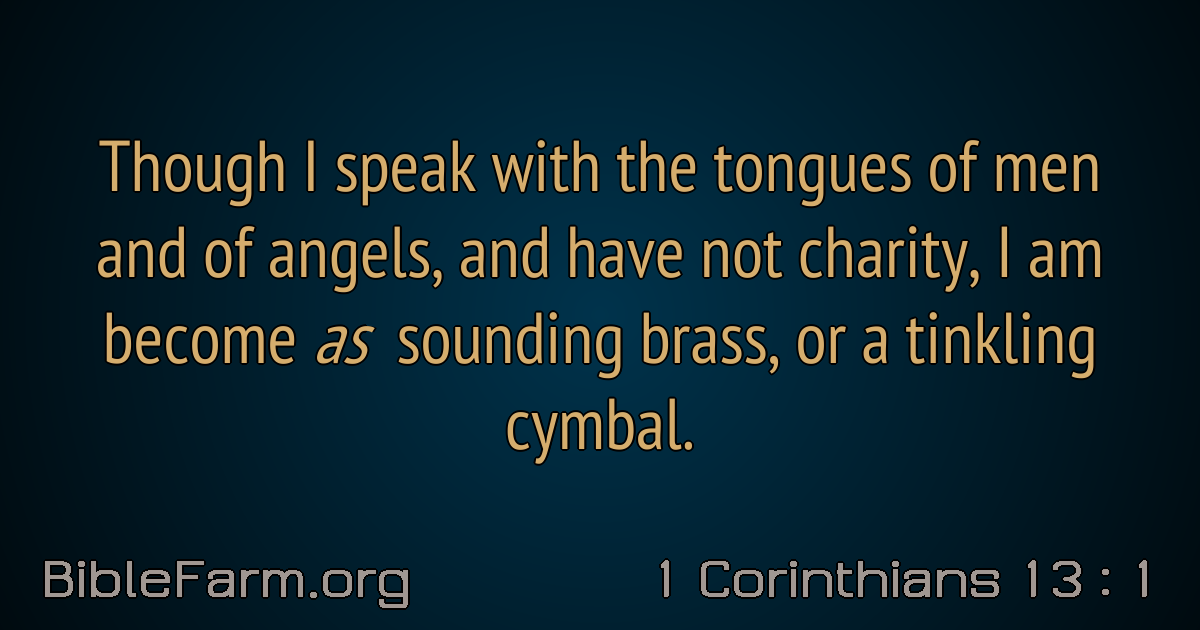 Though I speak with the tongues of men
and of angels, and have not charity, I am
become as sounding brass, or a tinkling
cymbal.
BibleFarm.org
1 Corinthians 13 : 1